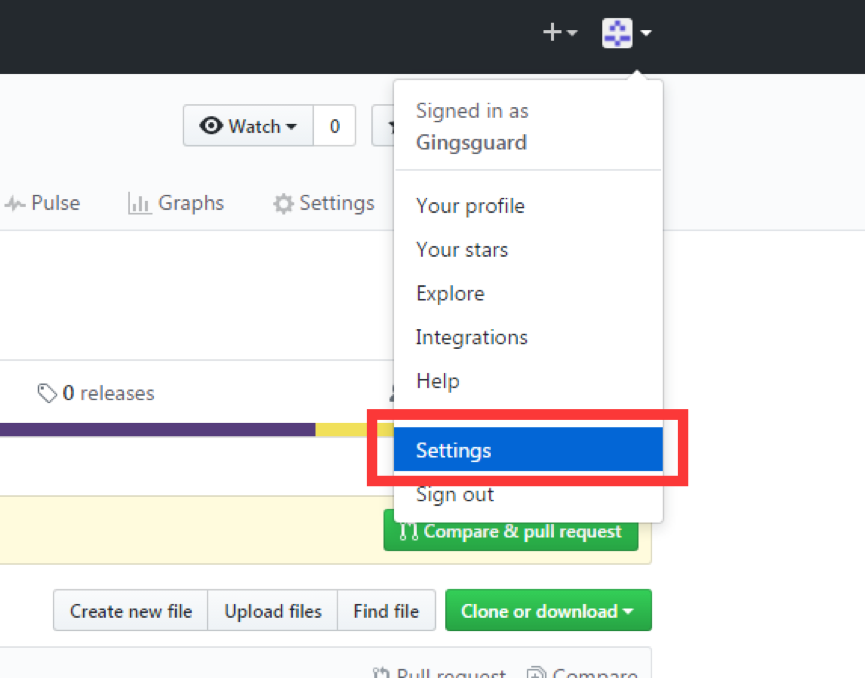 Signed in as
Gingsguard
Watch 0
Pulse Graphs Settings
Your profile
Your stars
Explore
Integrations
Help
0 releases
Settings
Sign out
Compare & pull request
Create new file Upload files Find file Clone or download
Pull request Compare